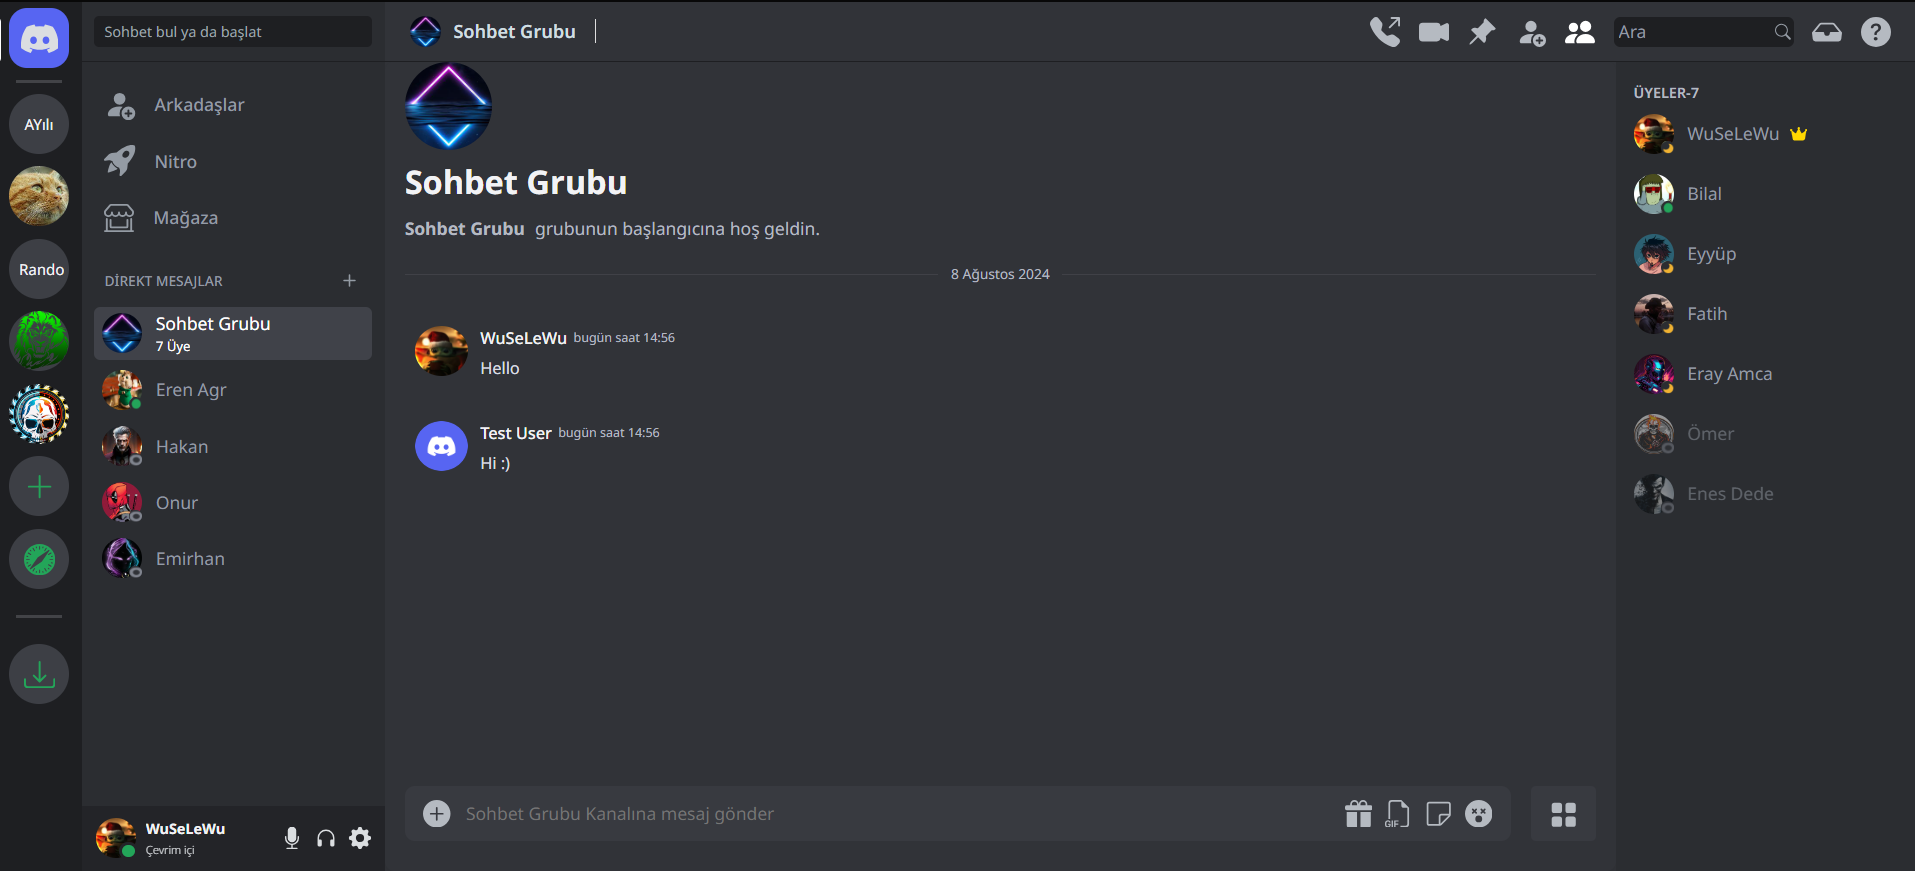 AYılı
Rando
Sohbet bul ya da başlat
Arkadaşlar
Nitro
Mağaza
DİREKT MESAJLAR
Sohbet Grubu
7 Üye
Eren Agr
Hakan
Onur
Emirhan
WuSeLeWu
Çevrim içi
Sohbet Grubu
Ara
Sohbet Grubu
Sohbet Grubu grubunun başlangıcına hoş geldin.
8 Ağustos 2024
WuSeLeWu bugün saat 14:56
Hello
Test User bugün saat 14:56
Hi :)
Sohbet Grubu Kanalına mesaj gönder
GIF
ÜYELER-7
WuSeLeWu
Bilal
Eyyüp
Fatih
Eray Amca
Ömer
Enes Dede